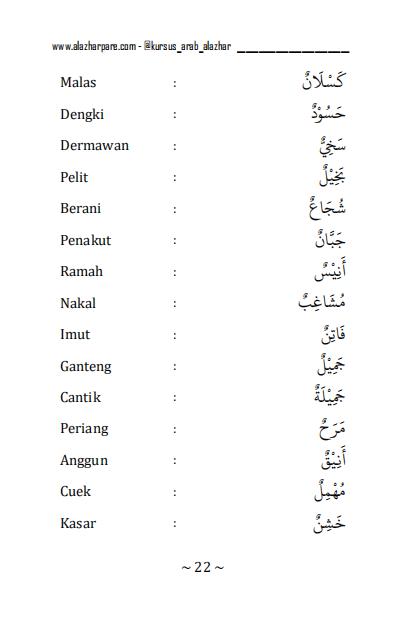 www.alazharpare.com - @kursus_arab_alazhar
Malas : كَسْلَانٌ
Dengki : حَسُوْدٌ
Dermawan : سَخِيٌّ
Pelit : بَخِيْلٌ
Berani : شُجَاعٌ
Penakut : جَبَّانٌ
Ramah : أَنِيْسٌ
Nakal : مُشَاغِبٌ
Imut : فَاتِنٌ
Ganteng : جَمِيْلٌ
Cantik : جَمِيْلَةٌ
Periang : مَرَحٌ
Anggun : أَنِيْقٌ
Cuek : مُهْمِلٌ
Kasar : خَشِنٌ
~ 22 ~